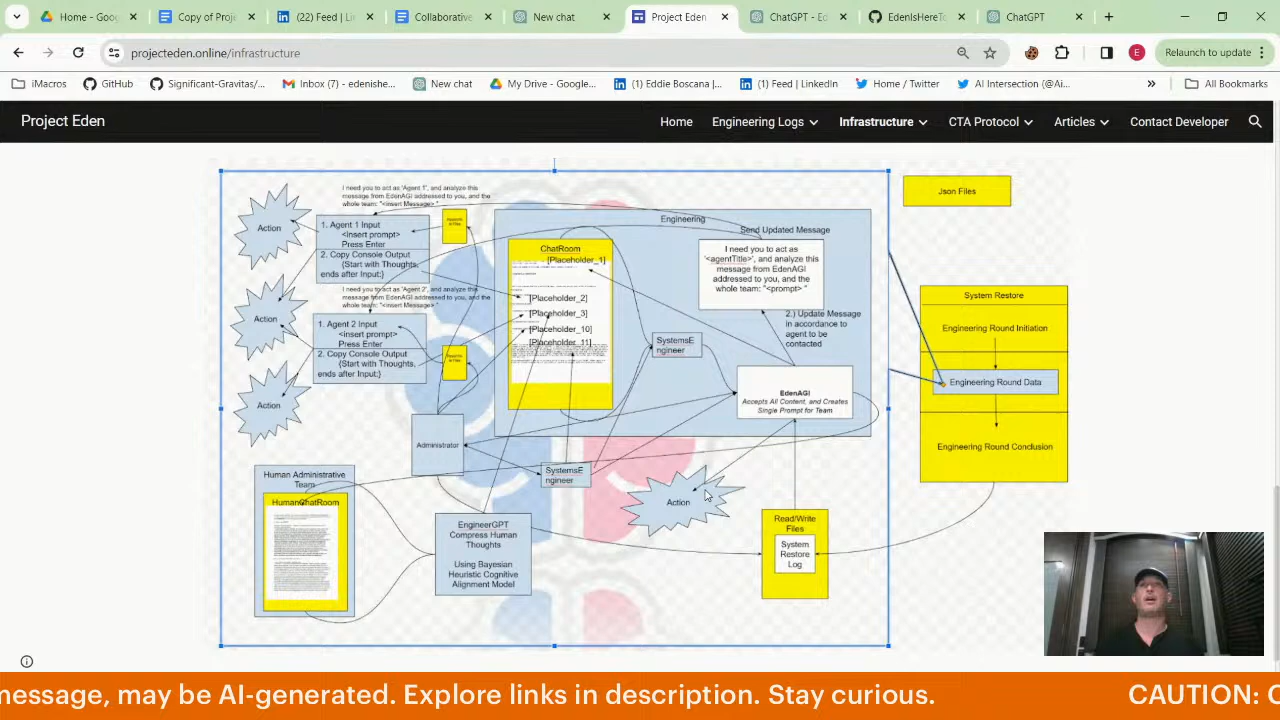 Home - Goo
Copy of Proj
(2) Feed | Lin
Collaborative
New chat
Project Eden
ChatGPT - Ed
EdenIsHereTo
ChatGPT
projecteden.online/infrastructure
E
Relaunch to update
iMacros
GitHub
Significant-Gravitas/...
Inbox (7) - edenishe...
New chat
My Drive - Google...
(1) Eddie Boscana |...
(1) Feed | LinkedIn
Home / Twitter
AI Intersection (@Ai...
All Bookmarks
Project Eden
Home
Engineering Logs
Infrastructure
CTA Protocol
Articles
Contact Developer
I need you to act as 'Agent 1', and analyze this
message from EdenAGI addressed to you, and the
whole team: "<insert Message> "
Action
1. Agent 1 Input
<insert prompt>
Press Enter
2. Copy Console Output
{Start with Thoughts,
ends after Input;}
I need you to act as 'Agent 2', and analyze this
message from EdenAGI addressed to you, and the
whole team: "<insert Message> "
Action
1. Agent 2 Input
<insert prompt>
2. Copy Console Output
{Start with Thoughts,
ends after Input;}
Action
Engineering
ChatRoom
[Placeholder_1]
[Placeholder_2]
[Placeholder_3]
[Placeholder_10]
[Placeholder_11]
Send Updated Message
I need you to act as
'<agentTitle>', and analyze this
message from EdenAGI
addressed to you, and the
whole team: "<prompt> "
2.) Update Message
in accordance to
agent to be
contacted
SystemsE
ngineer
EdenAGI
Accepts All Content, and Creates
Single Prompt for Team
Json Files
System Restore
Engineering Round Initiation
Engineering Round Data
Engineering Round Conclusion
Administrator
SystemsE
ngineer
Human Administrative
Team
HumanChatRoom
EngineerGPT
Compress Human
Thoughts
Using Bayesian
Heuristic Cognitive
Alignment Model
Action
Read/Write
Files
System
Restore
Log
message, may be AI-generated. Explore links in description. Stay curious.
CAUTION: C